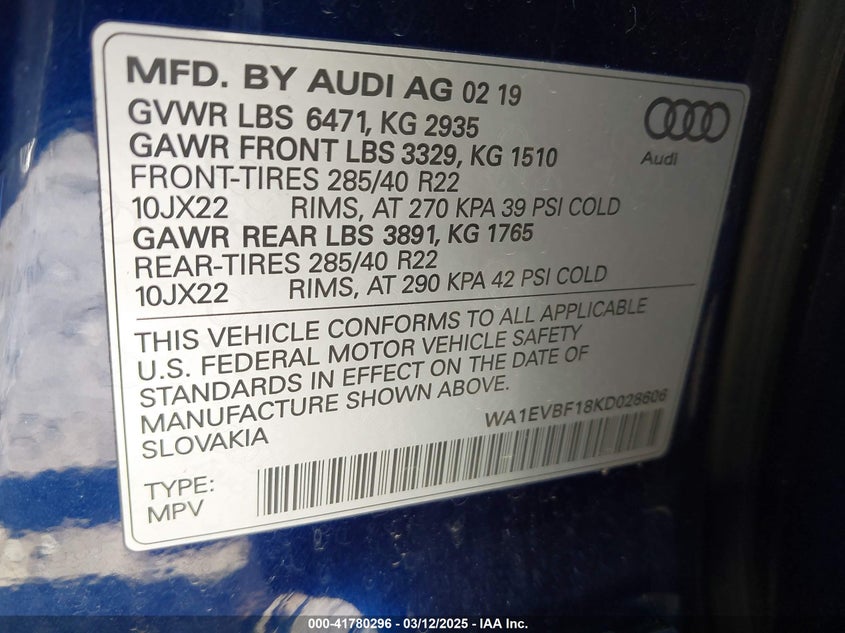 MFD. BY AUDI AG 02 19
GVWR LBS 6471, KG 2935
GAWR FRONT LBS 3329, KG 1510
FRONT-TIRES 285/40 R22
10JX22 RIMS, AT 270 KPA 39 PSI COLD
GAWR REAR LBS 3891, KG 1765
REAR-TIRES 285/40 R22
10JX22 RIMS, AT 290 KPA 42 PSI COLD
Audi
THIS VEHICLE CONFORMS TO ALL APPLICABLE
U.S. FEDERAL MOTOR VEHICLE SAFETY
STANDARDS IN EFFECT ON THE DATE OF
MANUFACTURE SHOWN ABOVE.
SLOVAKIA
WA1EVBF18KD028606
TYPE:
MPV
000-41780296 - 03/12/2025 - IAA Inc.